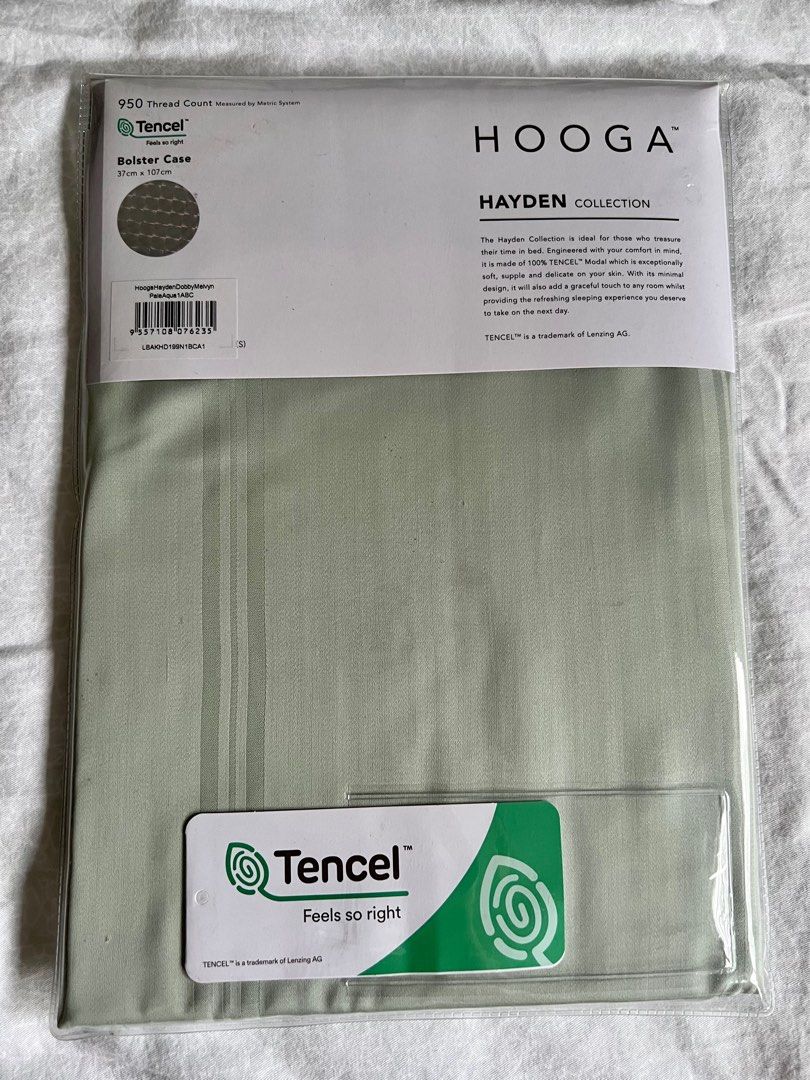 950 Thread Count Measured by Metric System
Tencel™
Feels so right
Bolster Case
37cm x 107cm
HoogaHaydenDobbyMelvyn
PaleAqua1ABC
9 557108 076235
LBAKHD199N1BCA1
(S)
HOOGA™
HAYDEN COLLECTION
The Hayden Collection is ideal for those who treasure
their time in bed. Engineered with your comfort in mind,
it is made of 100% TENCEL™ Modal which is exceptionally
soft, supple and delicate on your skin. With its minimal
design, it will also add a graceful touch to any room whilst
providing the refreshing sleeping experience you deserve
to take on the next day.
TENCEL™ is a trademark of Lenzing AG.
Tencel™
Feels so right
TENCEL™ is a trademark of Lenzing AG